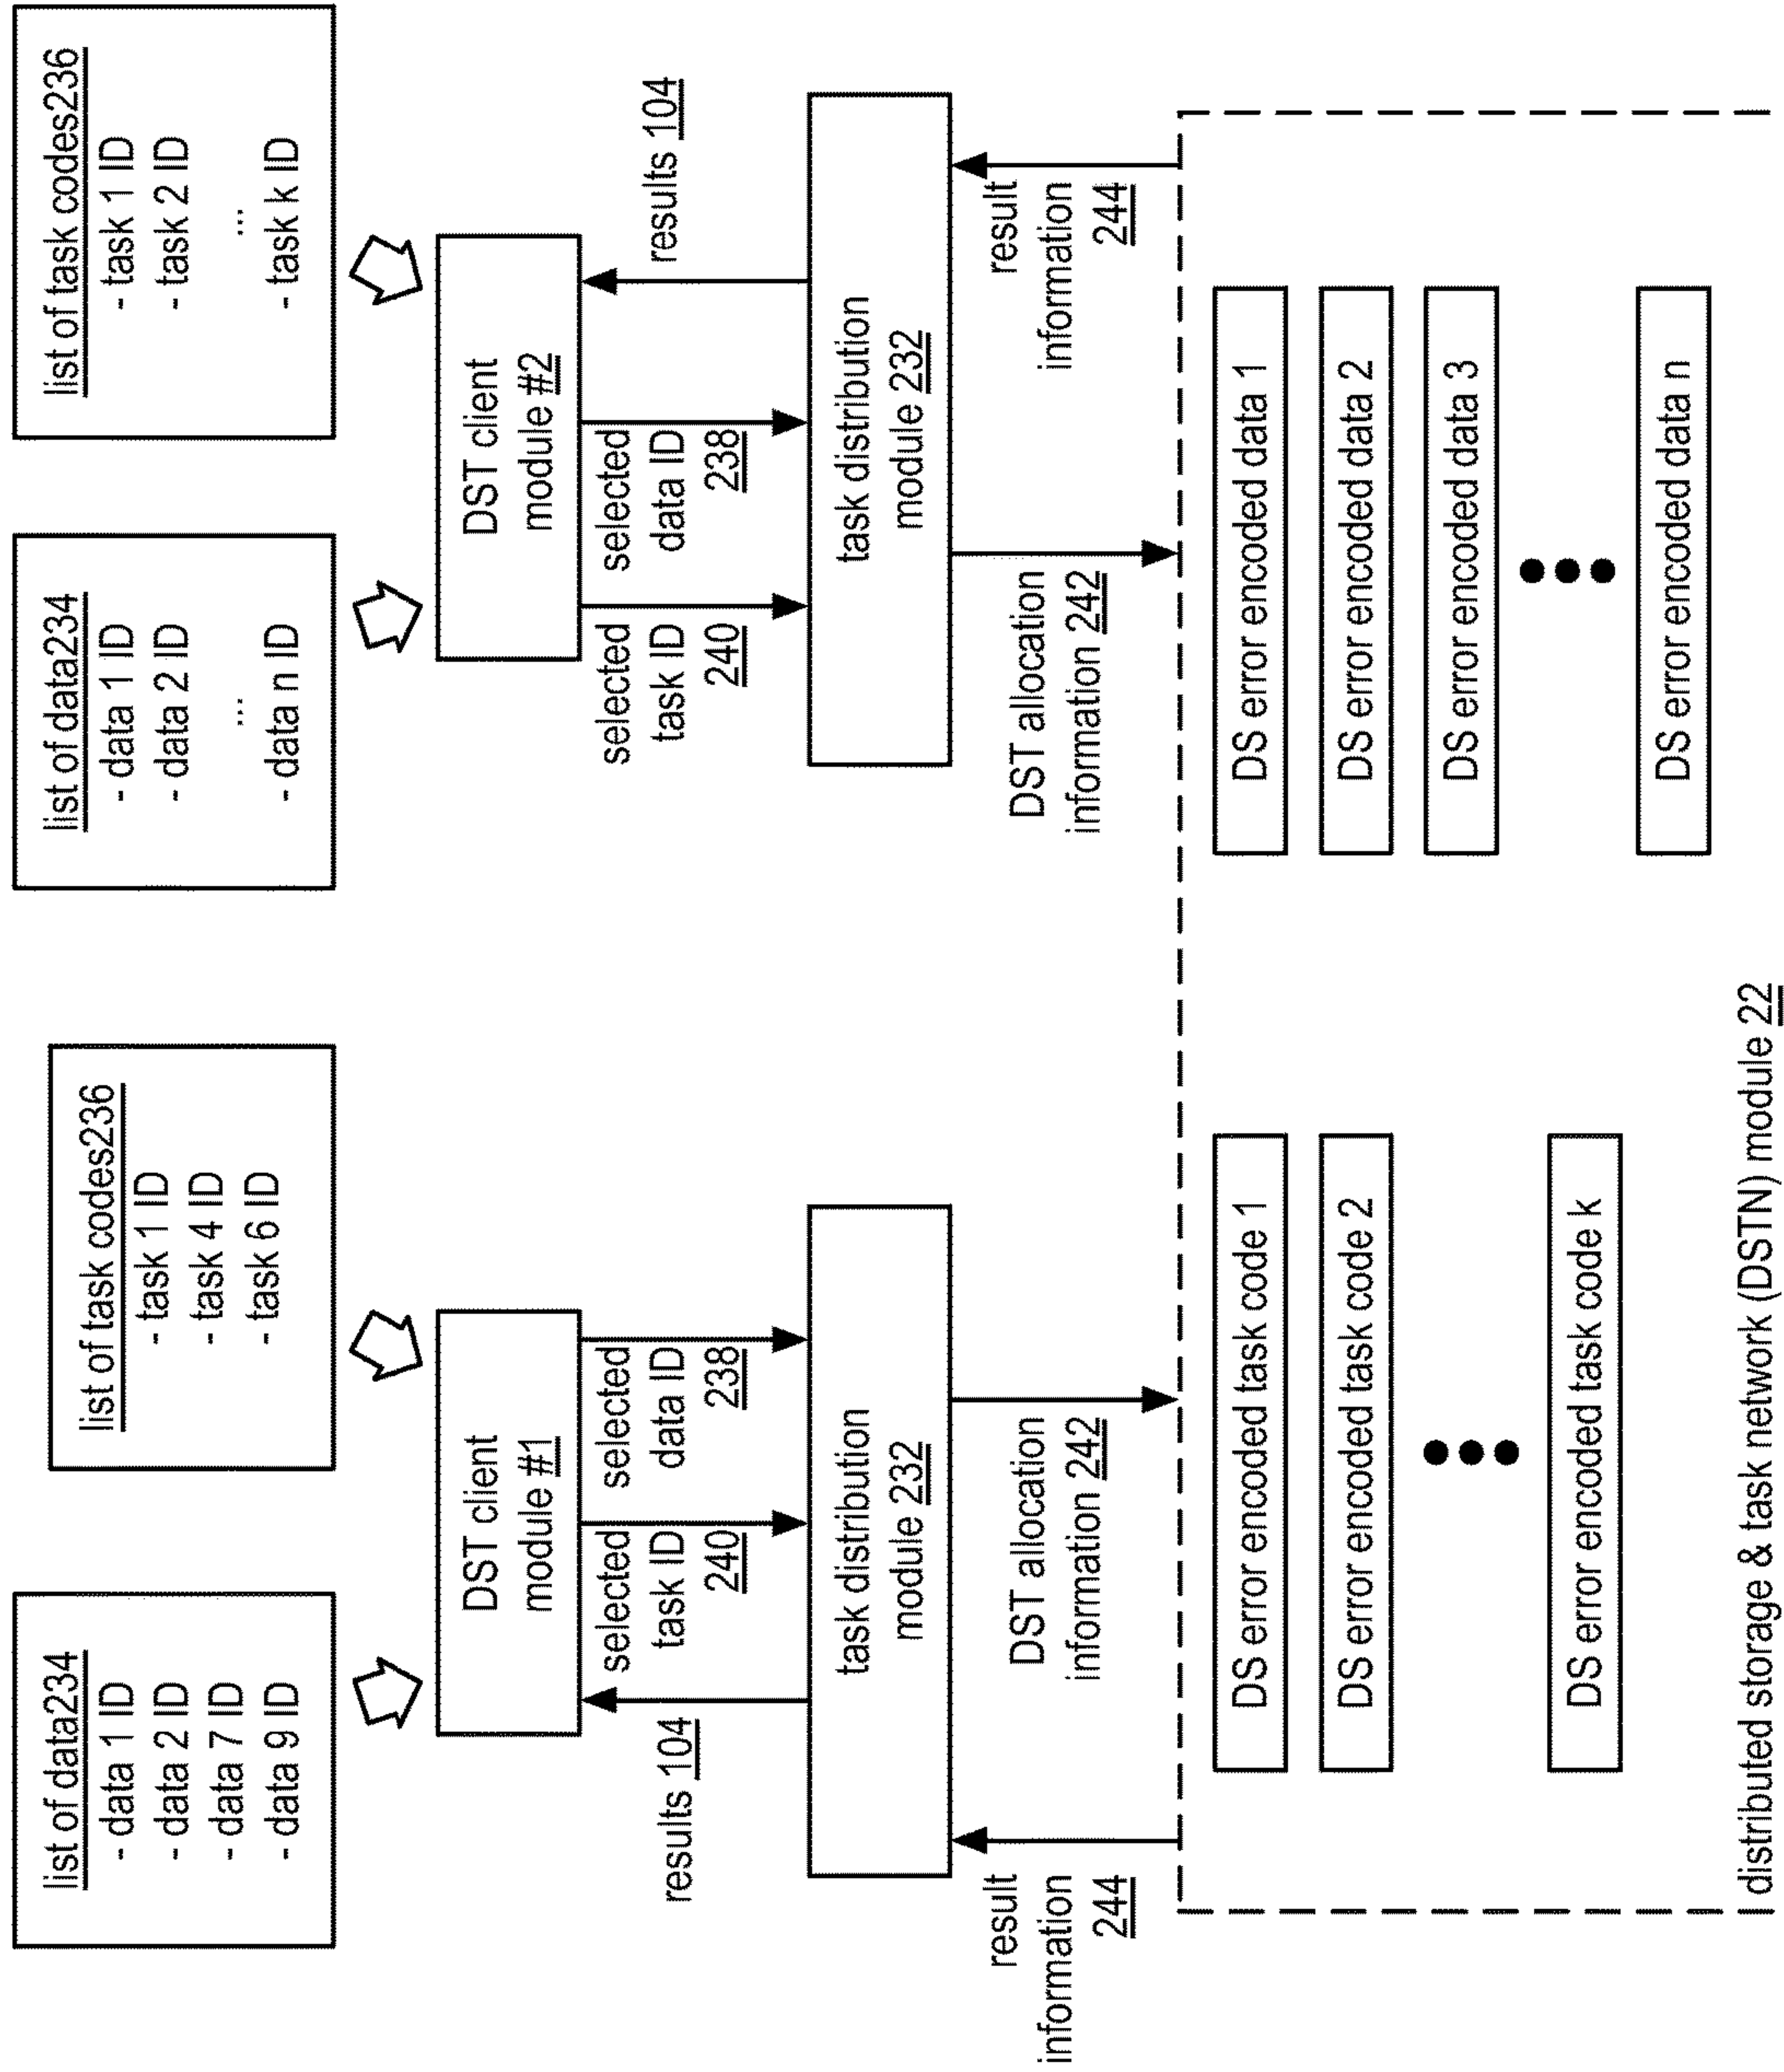 list of data234
- data 1 ID
- data 2 ID
- data 7 ID
- data 9 ID
list of task codes236
- task 1 ID
- task 4 ID
- task 6 ID
list of data234
- data 1 ID
- data 2 ID
...
- data n ID
list of task codes236
- task 1 ID
- task 2 ID
...
- task k ID
DST client
module #1
DST client
module #2
results 104
selected
task ID
240
selected
data ID
238
selected
task ID
240
selected
data ID
238
results 104
task distribution
module 232
task distribution
module 232
result
information
244
DST allocation
information 242
DST allocation
information 242
result
information
244
DS error encoded task code 1
DS error encoded task code 2
DS error encoded task code k
DS error encoded data 1
DS error encoded data 2
DS error encoded data 3
DS error encoded data n
distributed storage & task network (DSTN) module 22